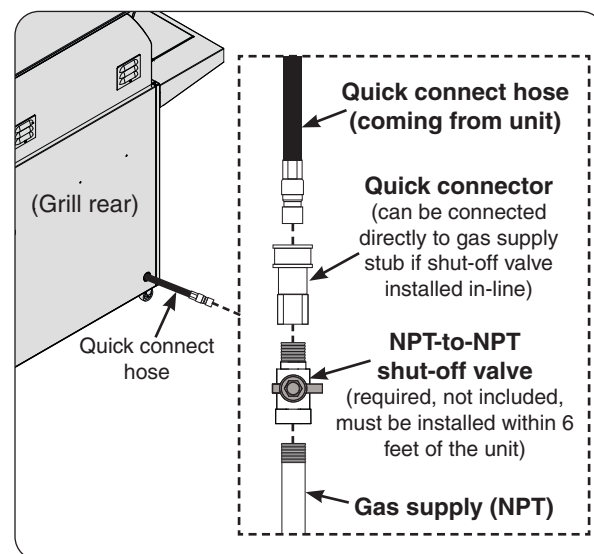 (Grill rear)
Quick connect
hose
Quick connect hose
(coming from unit)
Quick connector
(can be connected
directly to gas supply
stub if shut-off valve
installed in-line)
NPT-to-NPT
shut-off valve
(required, not included,
must be installed within 6
feet of the unit)
Gas supply (NPT)